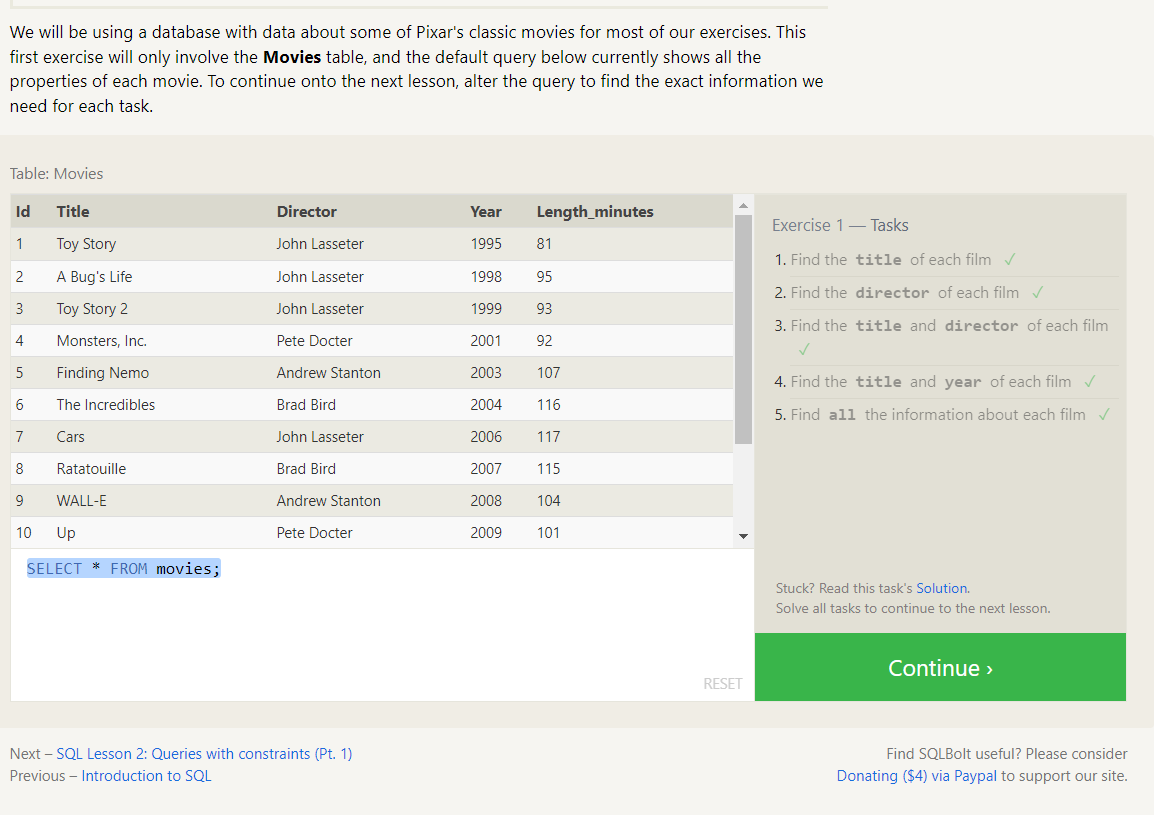 We will be using a database with data about some of Pixar's classic movies for most of our exercises. This
first exercise will only involve the Movies table, and the default query below currently shows all the
properties of each movie. To continue onto the next lesson, alter the query to find the exact information we
need for each task.
Table: Movies
Id Title Director Year Length_minutes
1 Toy Story John Lasseter 1995 81
2 A Bug's Life John Lasseter 1998 95
3 Toy Story 2 John Lasseter 1999 93
4 Monsters, Inc. Pete Docter 2001 92
5 Finding Nemo Andrew Stanton 2003 107
6 The Incredibles Brad Bird 2004 116
7 Cars John Lasseter 2006 117
8 Ratatouille Brad Bird 2007 115
9 WALL-E Andrew Stanton 2008 104
10 Up Pete Docter 2009 101
SELECT * FROM movies;
RESET
Exercise 1 — Tasks
1. Find the title of each film ✓
2. Find the director of each film ✓
3. Find the title and director of each film
✓
4. Find the title and year of each film ✓
5. Find all the information about each film ✓
Stuck? Read this task's Solution.
Solve all tasks to continue to the next lesson.
Continue ›
Next – SQL Lesson 2: Queries with constraints (Pt. 1)
Previous – Introduction to SQL
Find SQLBolt useful? Please consider
Donating ($4) via Paypal to support our site.